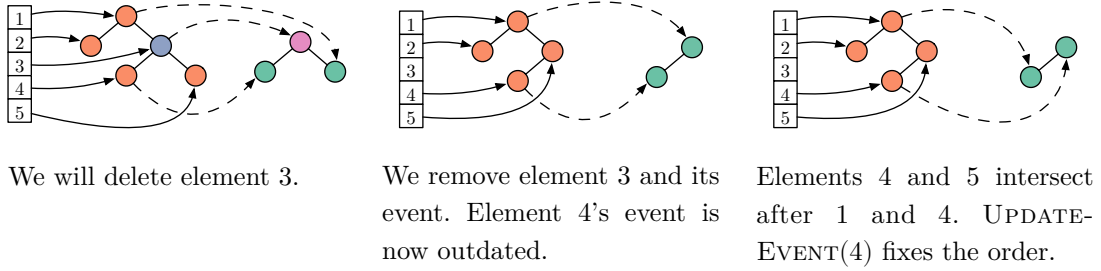 1
2
3
4
5
1
2
3
4
5
1
2
3
4
5
We will delete element 3.
We remove element 3 and its
event. Element 4's event is
now outdated.
Elements 4 and 5 intersect
after 1 and 4. UPDATE-
EVENT(4) fixes the order.